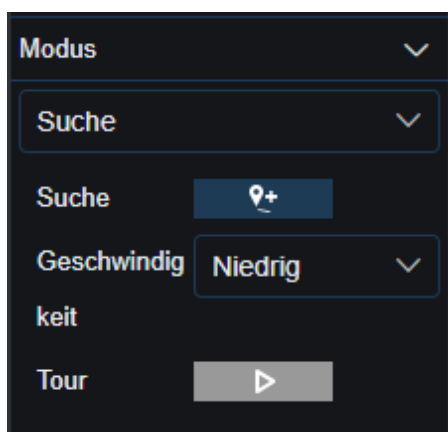 Modus
Suche
Suche
Geschwindig
Niedrig
keit
Tour